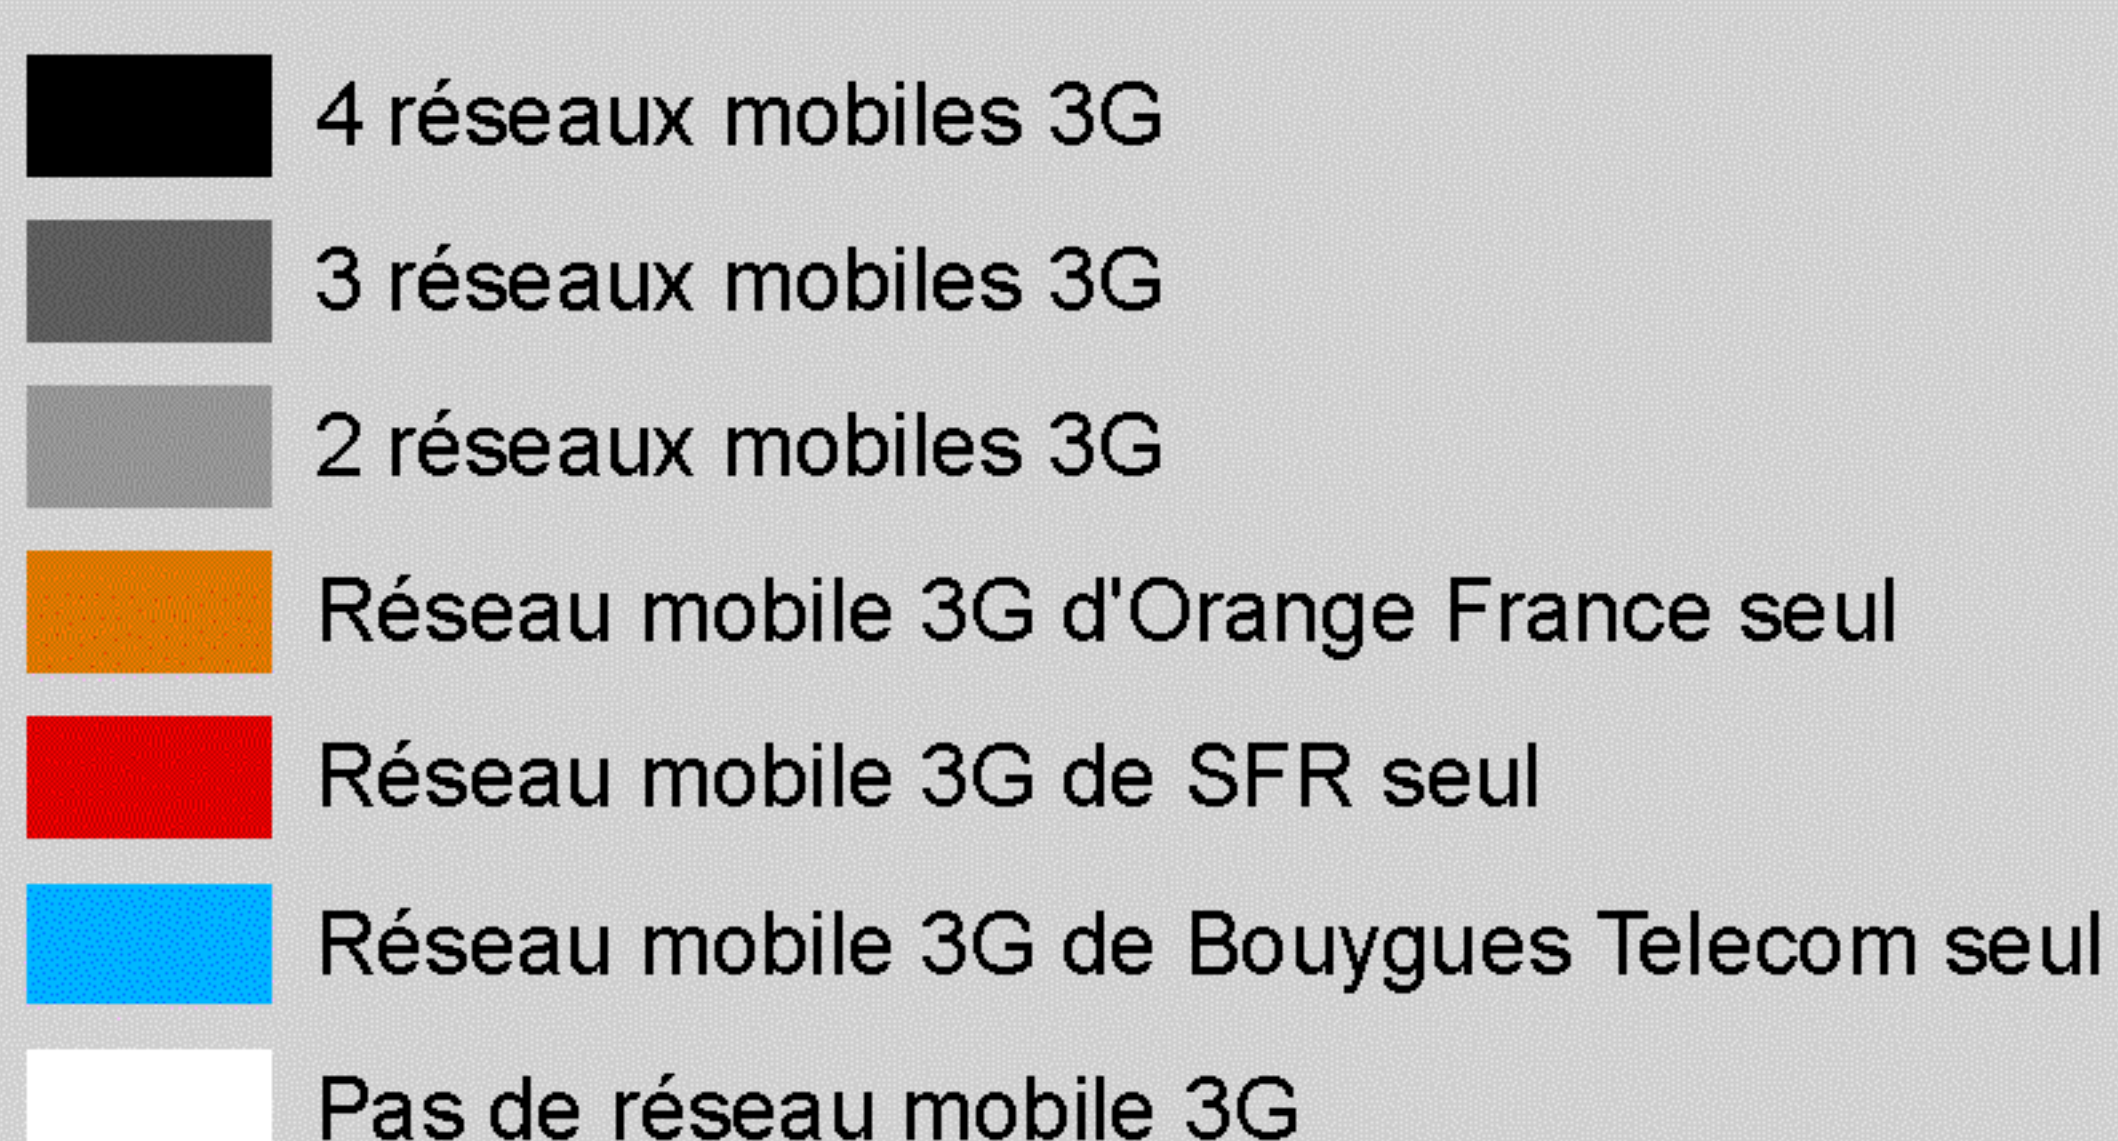 4 réseaux mobiles 3G
3 réseaux mobiles 3G
2 réseaux mobiles 3G
Réseau mobile 3G d'Orange France seul
Réseau mobile 3G de SFR seul
Réseau mobile 3G de Bouygues Telecom seul
Pas de réseau mobile 3G